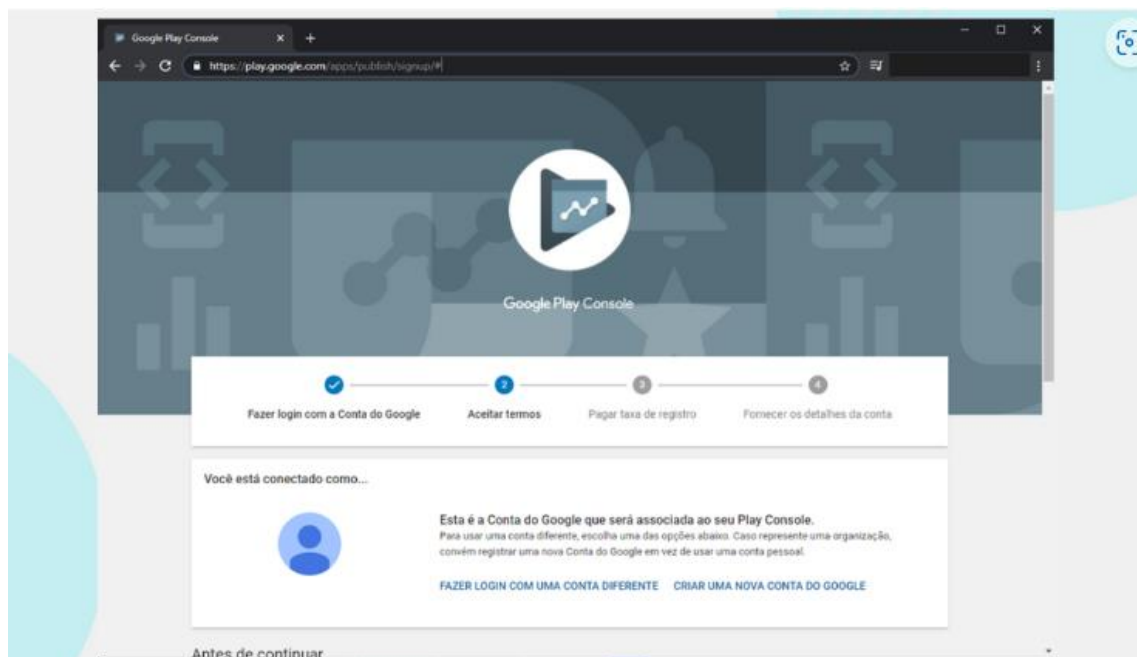 Google Play Console
https://play.google.com/apps/publish/signup/#
Google Play Console
2
3
4
Fazer login com a Conta do Google
Aceitar termos
Pagar taxa de registro
Fornecer os detalhes da conta
Você está conectado como...
Esta é a Conta do Google que será associada ao seu Play Console.
Para usar uma conta diferente, escolha uma das opções abaixo. Caso represente uma organização,
convém registrar uma nova Conta do Google em vez de usar uma conta pessoal.
FAZER LOGIN COM UMA CONTA DIFERENTE
CRIAR UMA NOVA CONTA DO GOOGLE
Antes de continuar